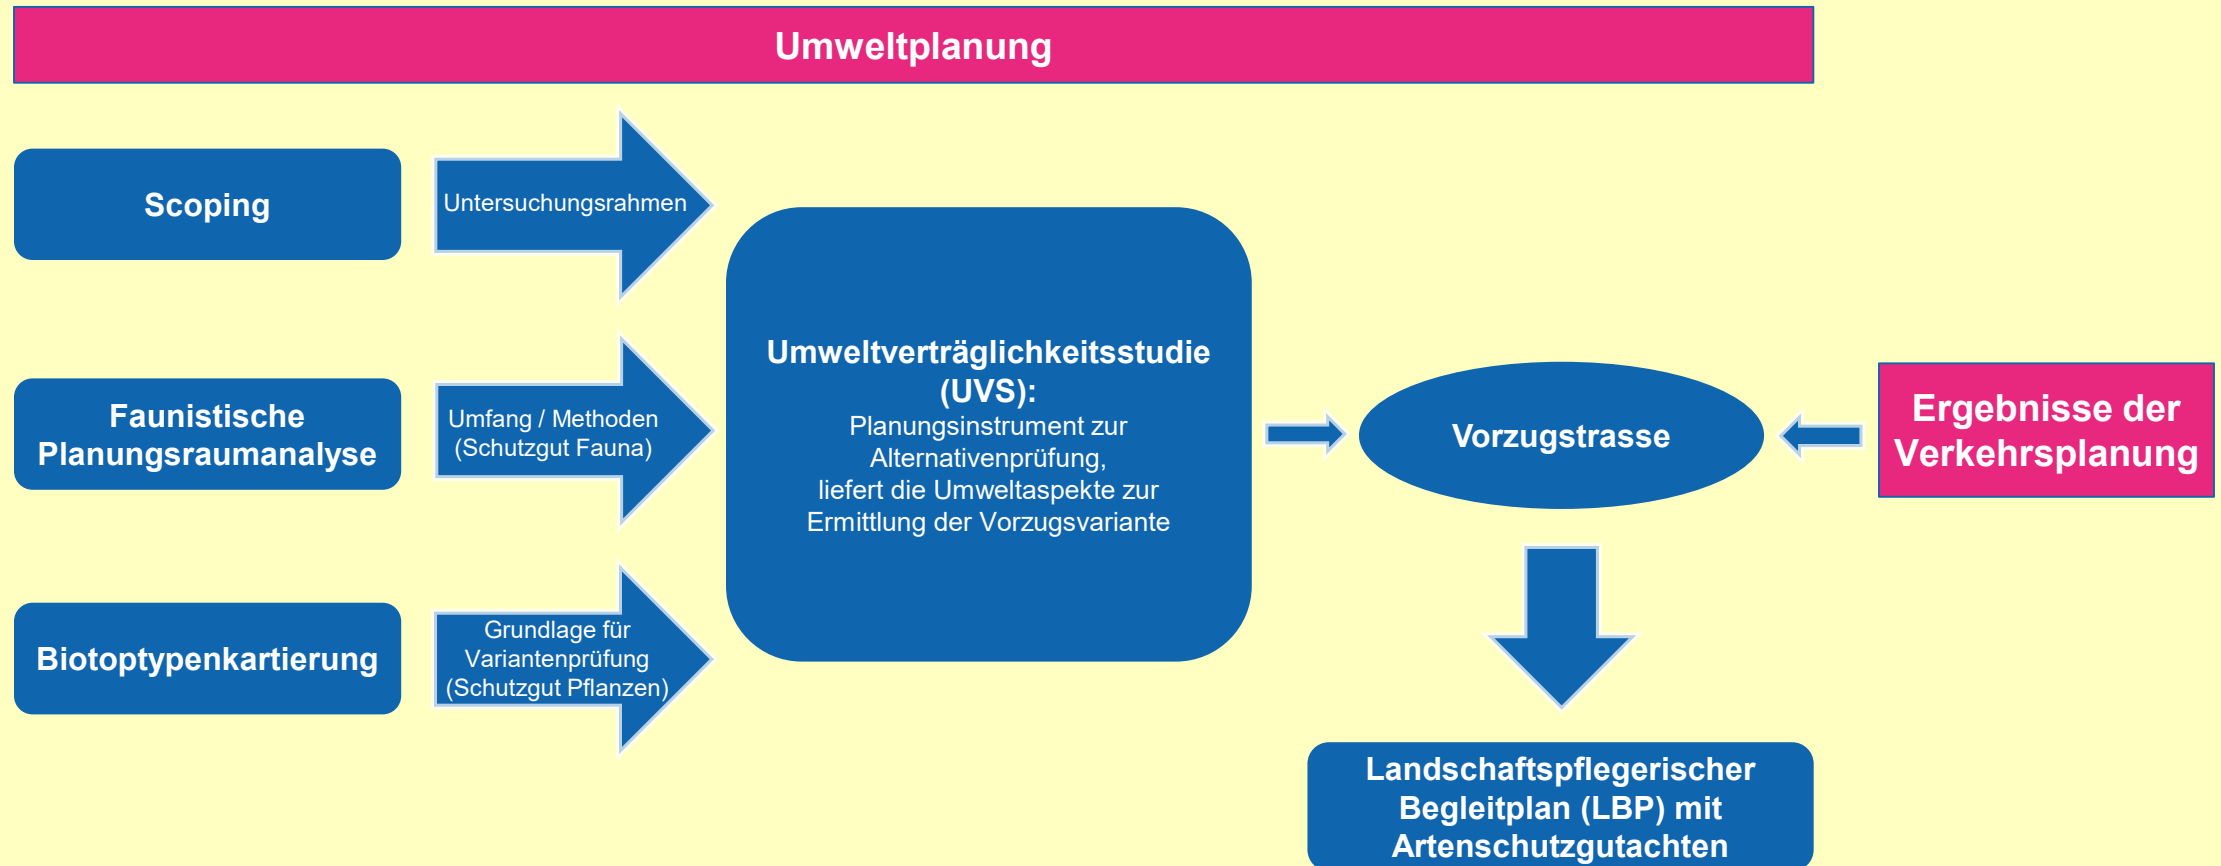 Umweltplanung
Scoping
Untersuchungsrahmen
Faunistische
Planungsraumanalyse
Umfang / Methoden
(Schutzgut Fauna)
Biotoptypenkartierung
Grundlage für
Variantenprüfung
(Schutzgut Pflanzen)
Umweltverträglichkeitsstudie
(UVS):
Planungsinstrument zur
Alternativenprüfung,
liefert die Umweltaspekte zur
Ermittlung der Vorzugsvariante
Vorzugstrasse
Ergebnisse der
Verkehrsplanung
Landschaftspflegerischer
Begleitplan (LBP) mit
Artenschutzgutachten